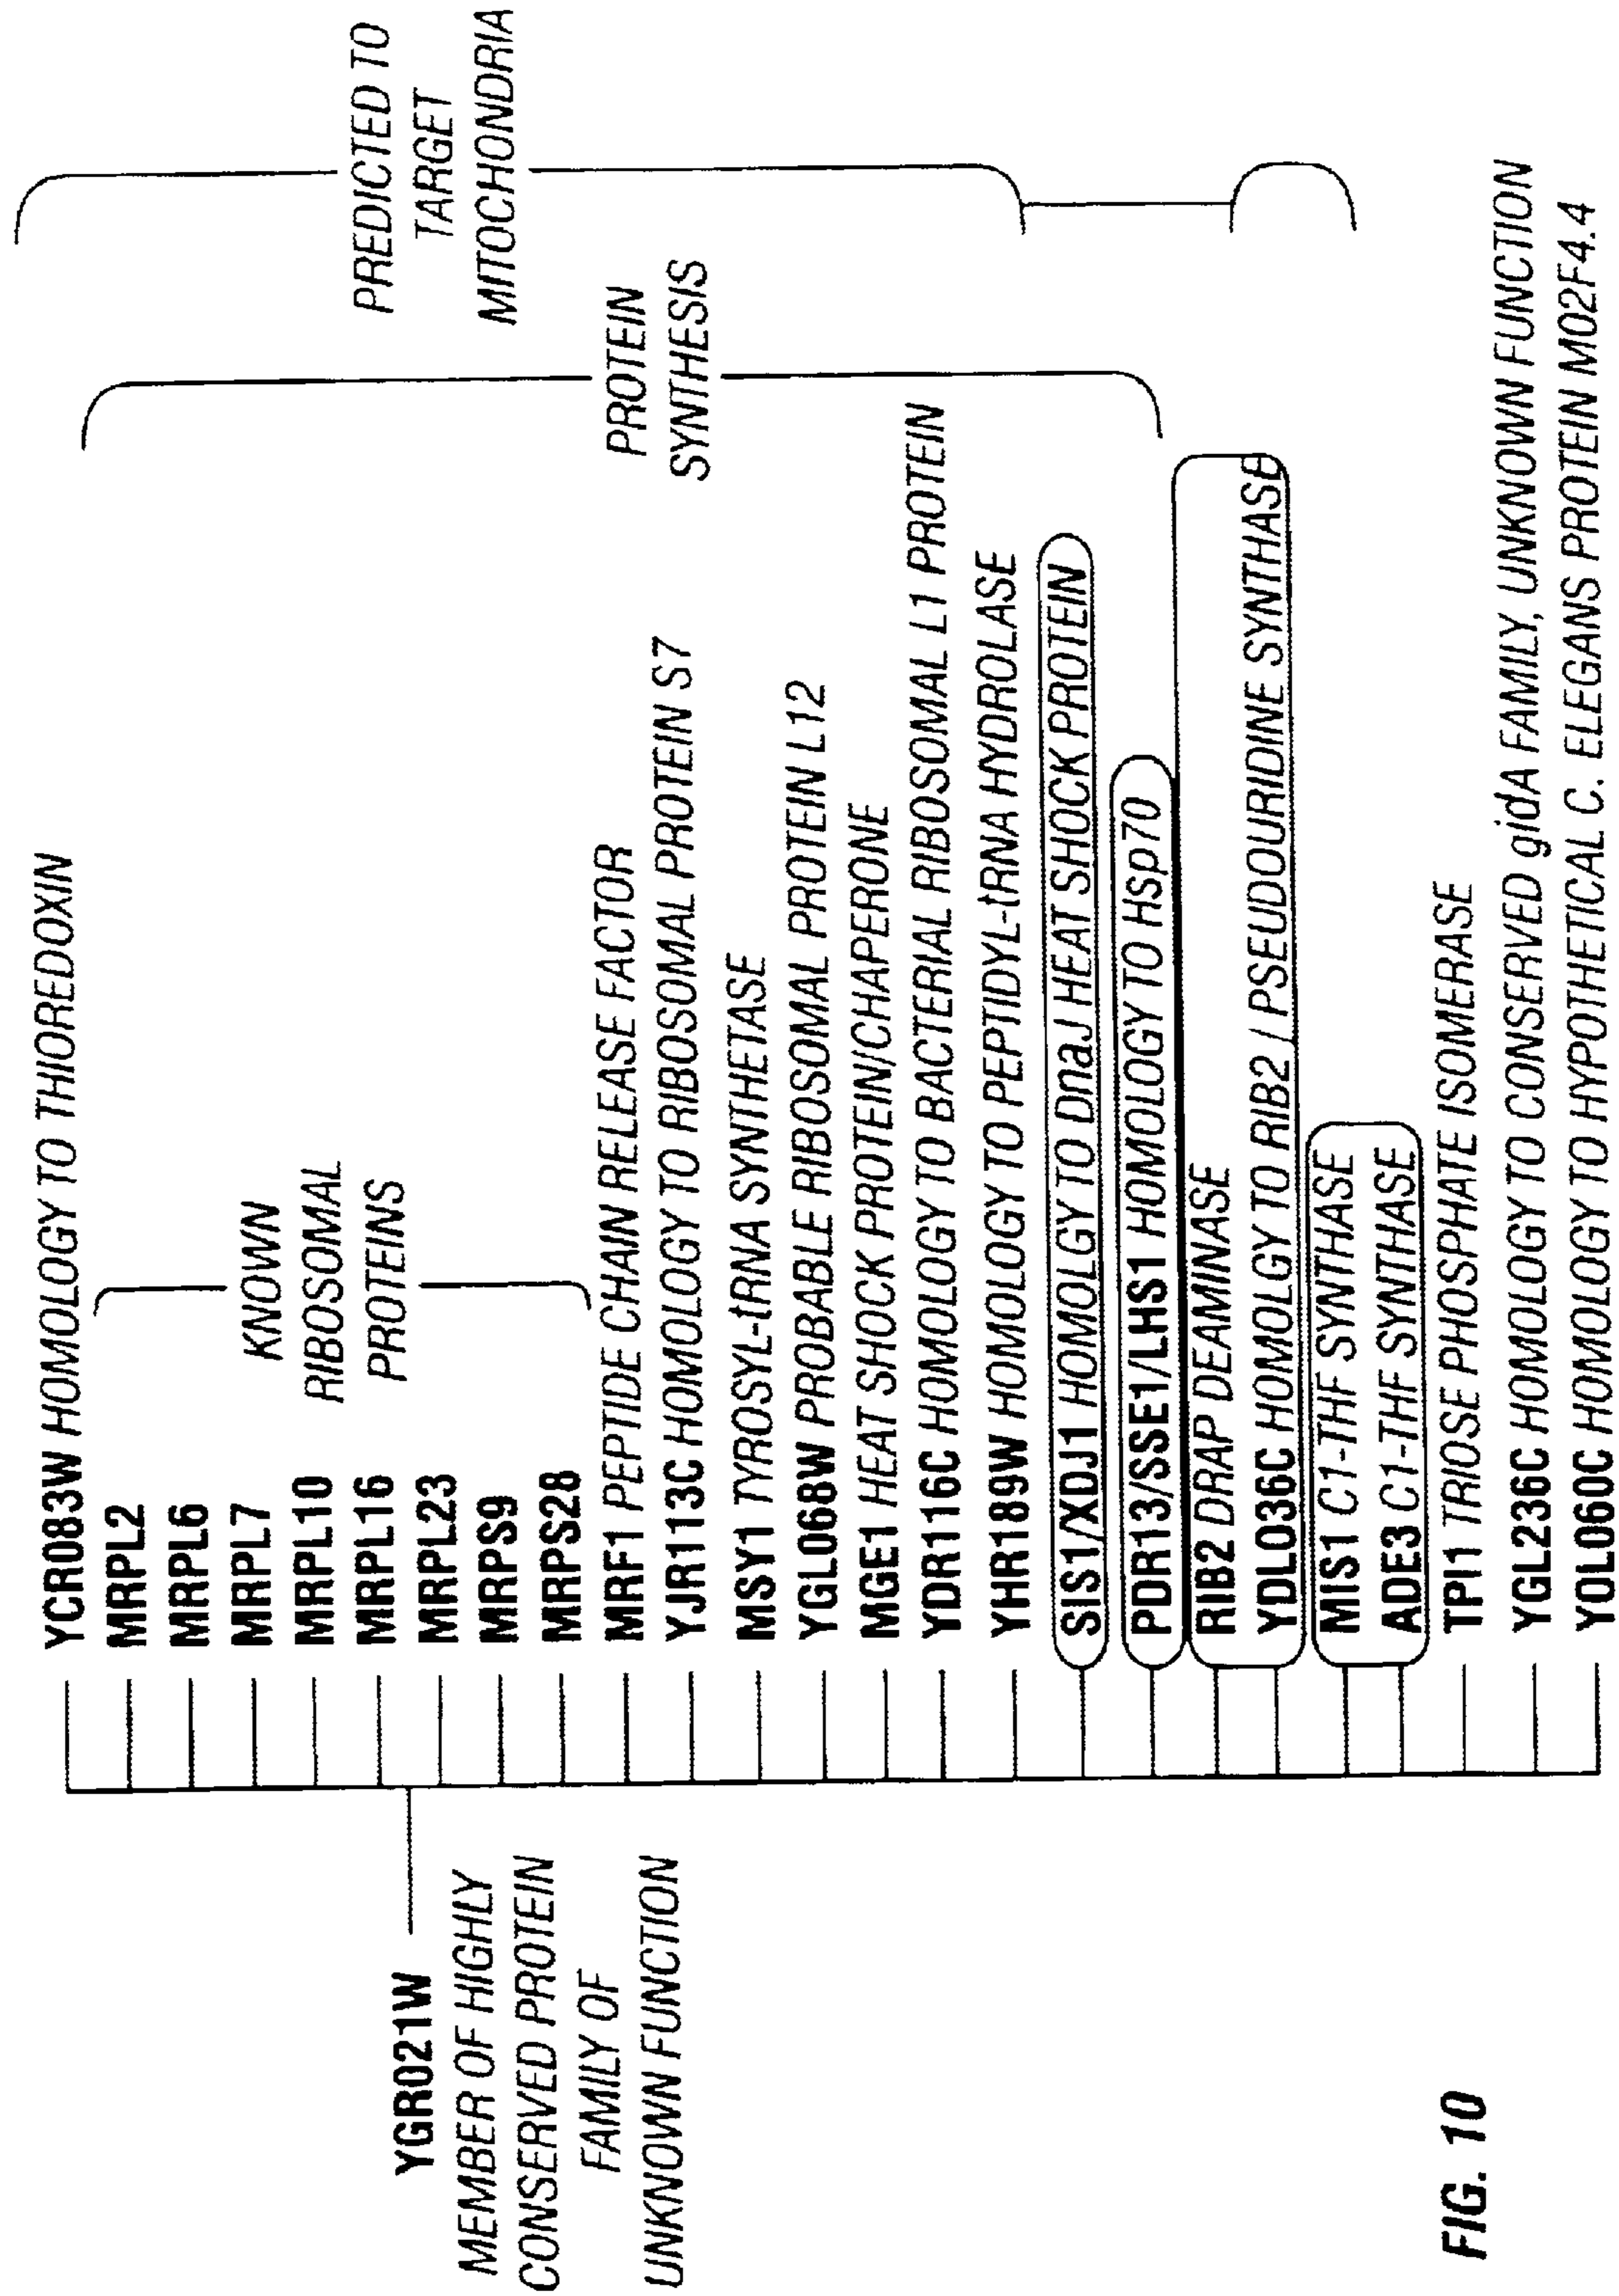 YGR021W
MEMBER OF HIGHLY
CONSERVED PROTEIN
FAMILY OF
UNKNOWN FUNCTION
YCR083W HOMOLOGY TO THIOREDOXIN
MRPL2
MRPL6
MRPL7
MRPL10
MRPL16
MRPL23
MRPS9
MRPS28
KNOWN
RIBOSOMAL
PROTEINS
MRF1 PEPTIDE CHAIN RELEASE FACTOR
YJR113C HOMOLOGY TO RIBOSOMAL PROTEIN S7
MSY1 TYROSYL-tRNA SYNTHETASE
YGL068W PROBABLE RIBOSOMAL PROTEIN L12
MGE1 HEAT SHOCK PROTEIN/CHAPERONE
YDR116C HOMOLOGY TO BACTERIAL RIBOSOMAL L1 PROTEIN
YHR189W HOMOLOGY TO PEPTIDYL-tRNA HYDROLASE
SIS1/XDJ1 HOMOLGY TO DnaJ HEAT SHOCK PROTEIN
PDR13/SSE1/LHS1 HOMOLOGY TO HSp70
RIB2 DRAP DEAMINASE
YDL036C HOMOLGY TO RIB2 / PSEUDOURIDINE SYNTHASE
MIS1 C1-THF SYNTHASE
ADE3 C1-THF SYNTHASE
TPI1 TRIOSE PHOSPHATE ISOMERASE
YGL236C HOMOLOGY TO CONSERVED gidA FAMILY, UNKNOWN FUNCTION
YOL060C HOMOLOGY TO HYPOTHETICAL C. ELEGANS PROTEIN M02F4.4
PROTEIN
SYNTHESIS
PREDICTED TO
TARGET
MITOCHONDRIA
FIG. 10